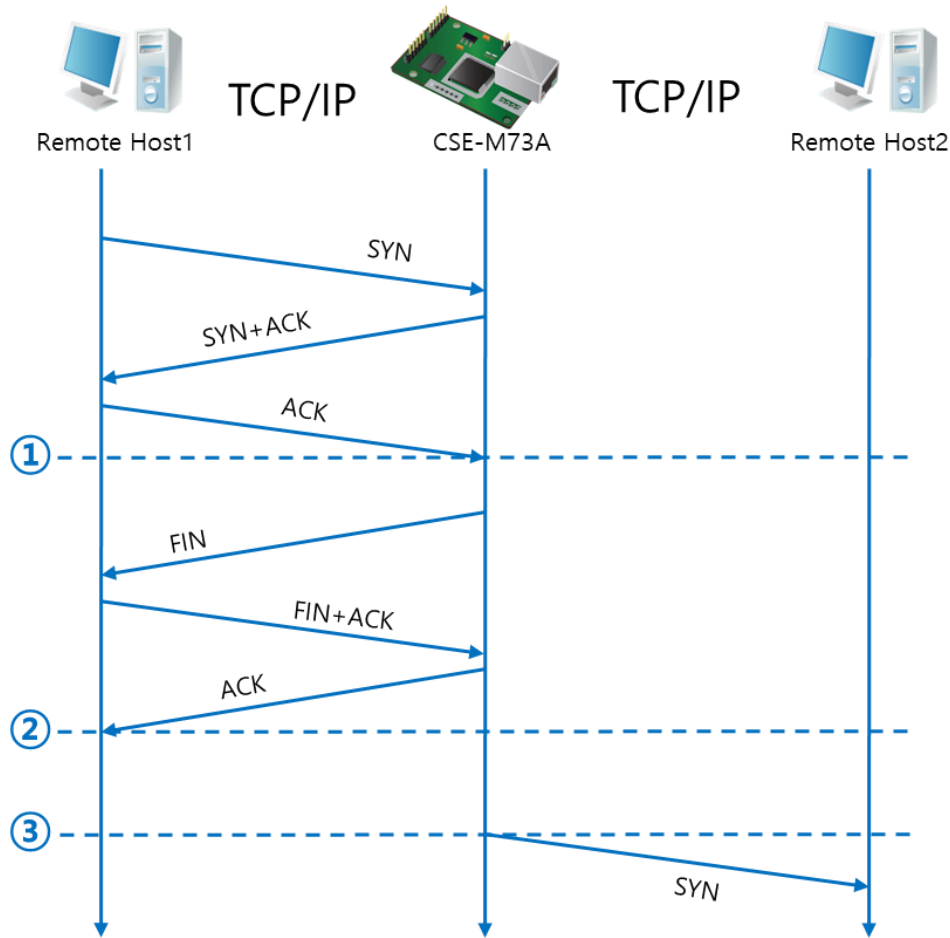 TCP/IP
TCP/IP
Remote Host1
CSE-M73A
Remote Host2
SYN
SYN+ACK
ACK
①
FIN
FIN+ACK
ACK
②
③
SYN